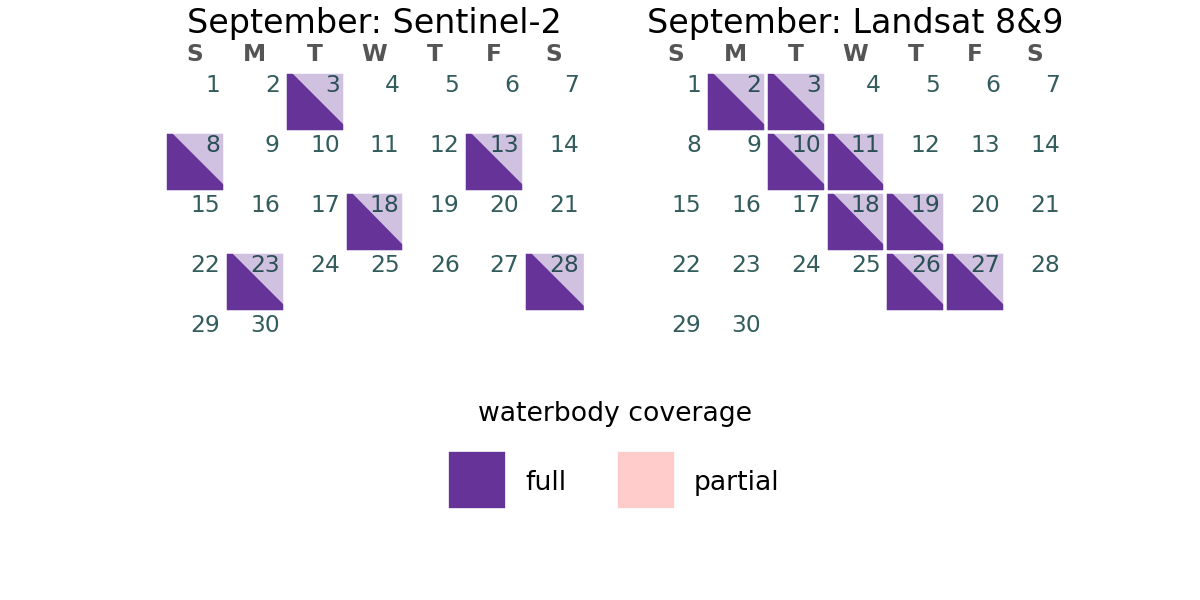 September: Sentinel-2
S M T W T F S
1 2 3 4 5 6 7
8 9 10 11 12 13 14
15 16 17 18 19 20 21
22 23 24 25 26 27 28
29 30
September: Landsat 8&9
S M T W T F S
1 2 3 4 5 6 7
8 9 10 11 12 13 14
15 16 17 18 19 20 21
22 23 24 25 26 27 28
29 30
waterbody coverage
full partial